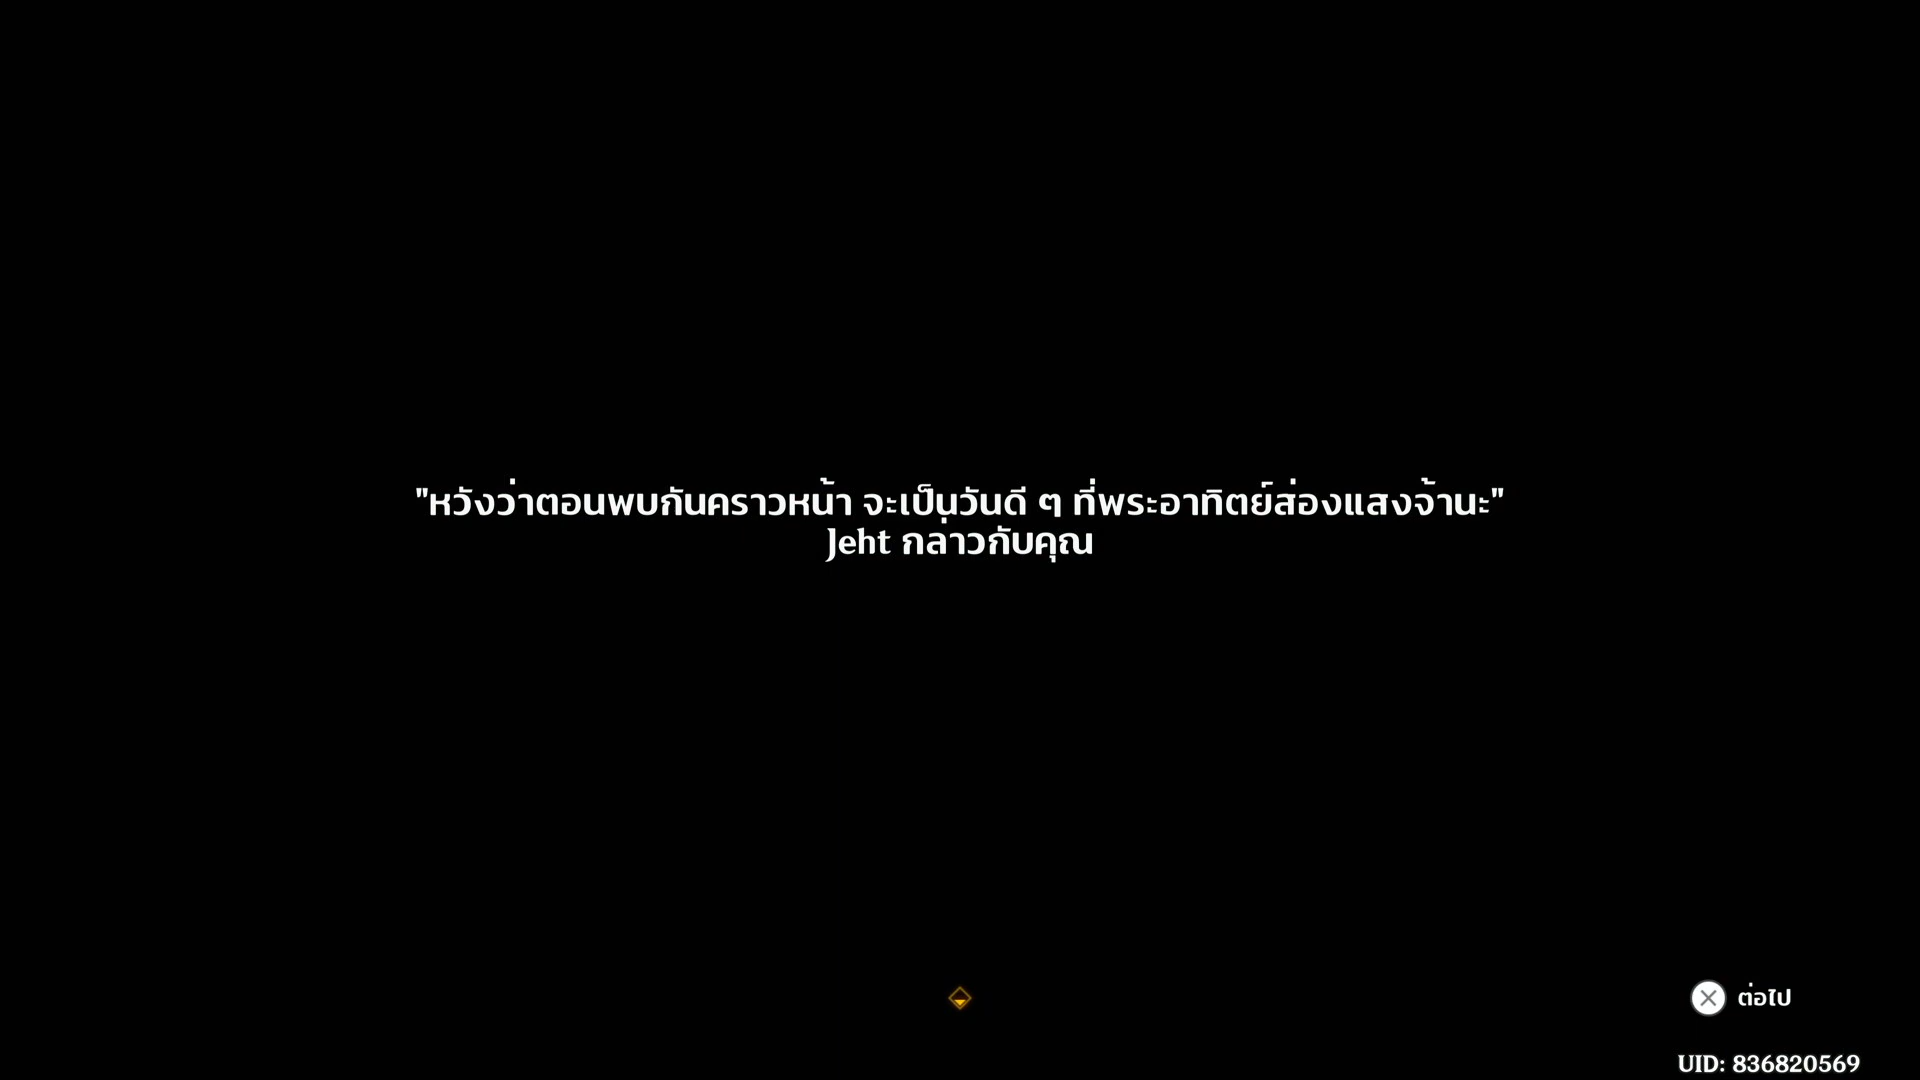 "หวังว่าตอนพบกันคราวหน้า จะเป็นวันดี ๆ ที่พระอาทิตย์ส่องแสงจ้านะ"
Jeht กล่าวกับคุณ
ต่อไป
UID: 836820569